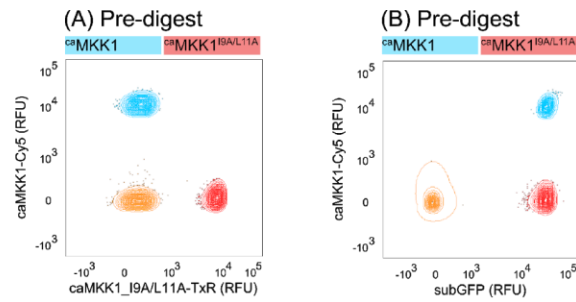 (A) Pre-digest
caMKK1 caMKK1I9A/L11A
caMKK1-Cy5 (RFU)
10⁵
10⁴
10³
0
-10³
-10³ 0 10³ 10⁴ 10⁵
caMKK1_I9A/L11A-TxR (RFU)
(B) Pre-digest
caMKK1 caMKK1I9A/L11A
caMKK1-Cy5 (RFU)
10⁵
10⁴
10³
0
-10³
-10³ 0 10³ 10⁴ 10⁵
subGFP (RFU)